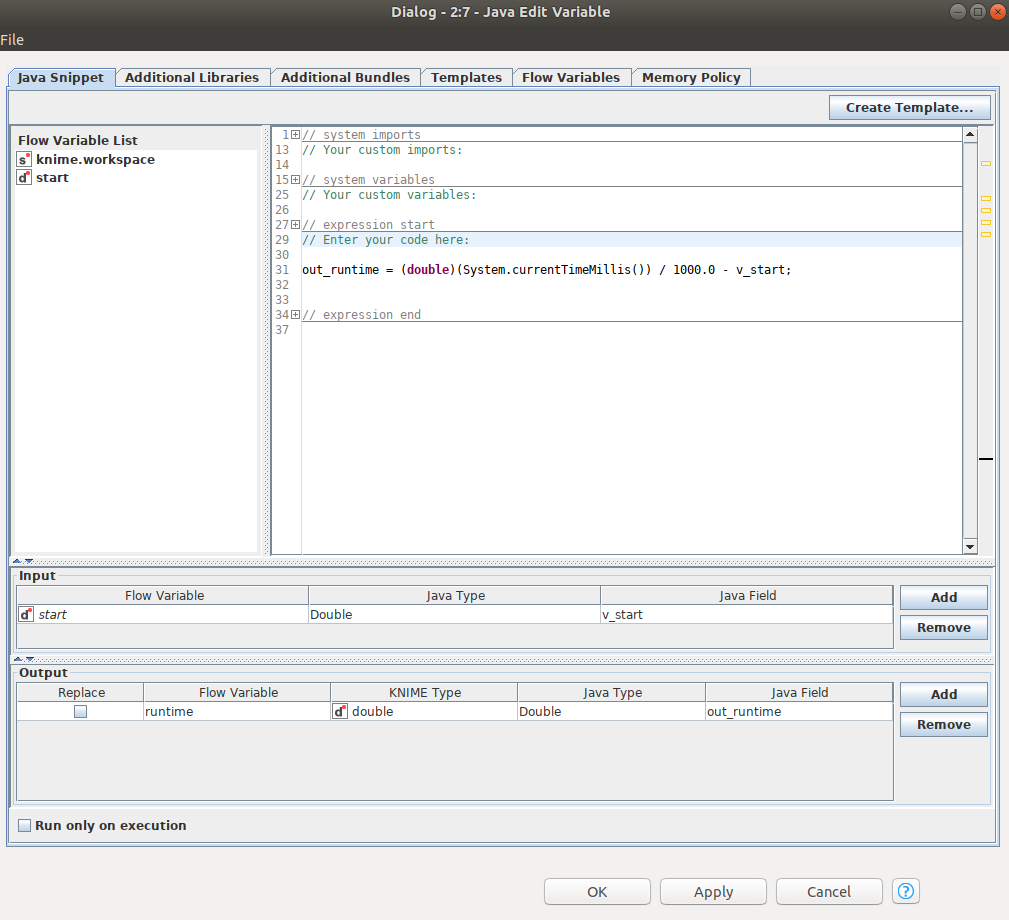 Dialog - 2:7 - Java Edit Variable
File
Java Snippet Additional Libraries Additional Bundles Templates Flow Variables Memory Policy
Create Template...
Flow Variable List
s knime.workspace
d start
1 // system imports
13 // Your custom imports:
14
15 // system variables
25 // Your custom variables:
26
27 // expression start
29 // Enter your code here:
30
31 out_runtime = (double)(System.currentTimeMillis()) / 1000.0 - v_start;
32
33
34 // expression end
37
Input
Flow Variable Java Type Java Field
d start Double v_start
Add
Remove
Output
Replace Flow Variable KNIME Type Java Type Java Field
runtime d double Double out_runtime
Add
Remove
Run only on execution
OK Apply Cancel ?